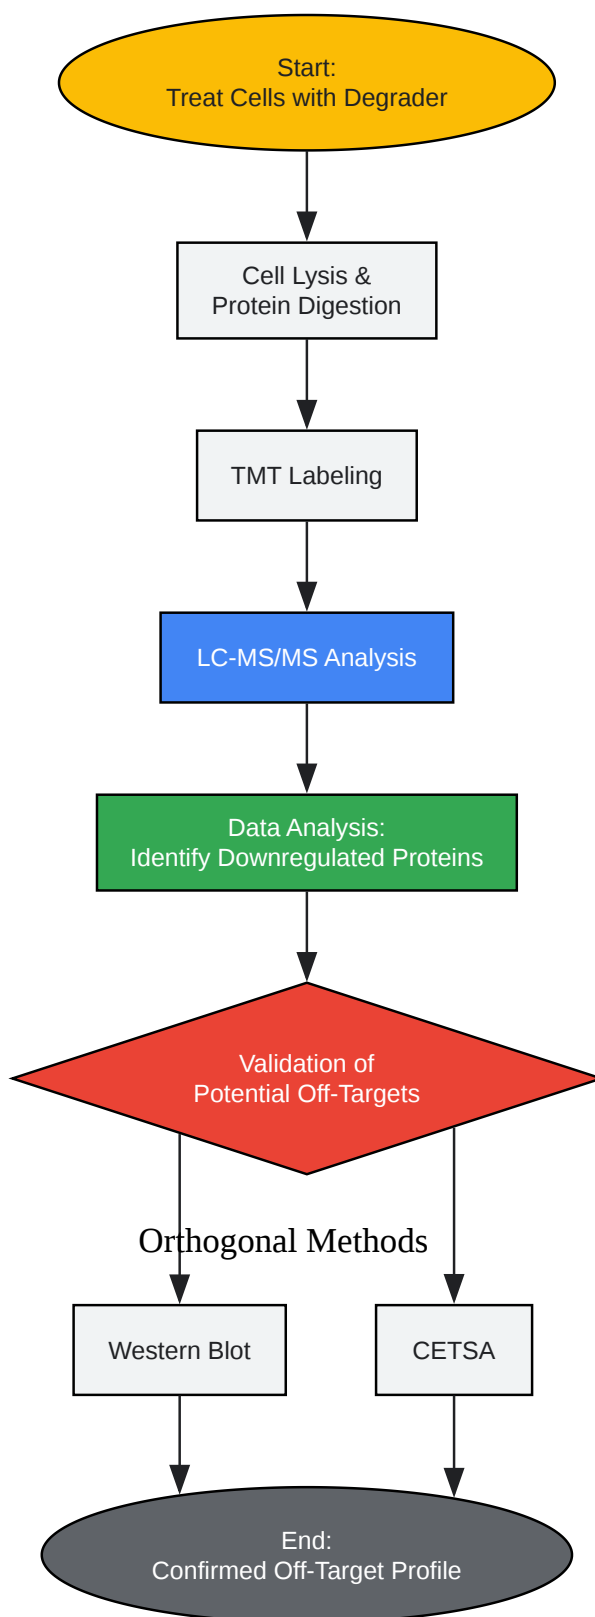 Start:
Treat Cells with Degrader
Cell Lysis &
Protein Digestion
TMT Labeling
LC-MS/MS Analysis
Data Analysis:
Identify Downregulated Proteins
Validation of
Potential Off-Targets
Orthogonal Methods
Western Blot
CETSA
End:
Confirmed Off-Target Profile